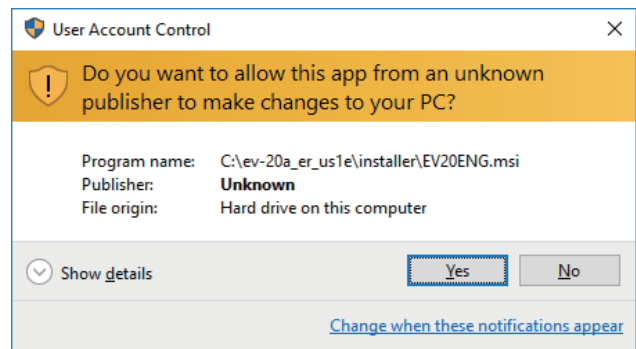 User Account Control
Do you want to allow this app from an unknown
publisher to make changes to your PC?
Program name: C:\ev-20a_er_us1e\installer\EV20ENG.msi
Publisher: Unknown
File origin: Hard drive on this computer
Show details
Yes No
Change when these notifications appear